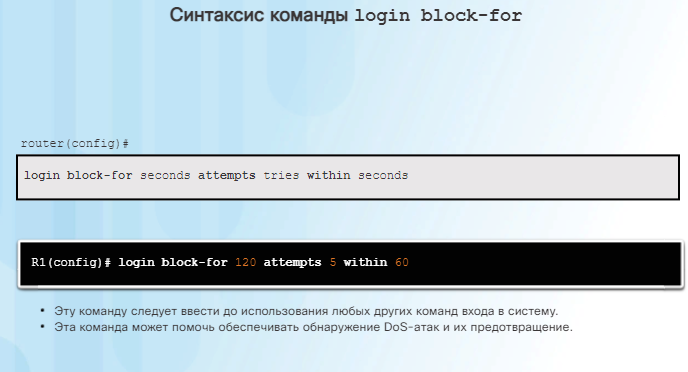 Синтаксис команды login block-for
router(config)#
login block-for seconds attempts tries within seconds
R1(config)# login block-for 120 attempts 5 within 60
• Эту команду следует ввести до использования любых других команд входа в систему.
• Эта команда может помочь обеспечивать обнаружение DoS-атак и их предотвращение.